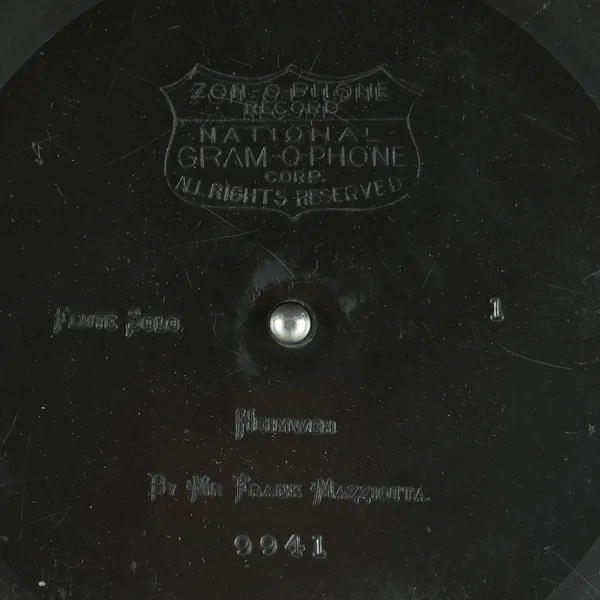 ZON-O-PHONE
RECORD
NATIONAL
GRAM-O-PHONE
CORP.
ALL RIGHTS RESERVED
FLUTE SOLO
1
HEIMWEH
BY MR FRANK MAZZIOTTA.
9941